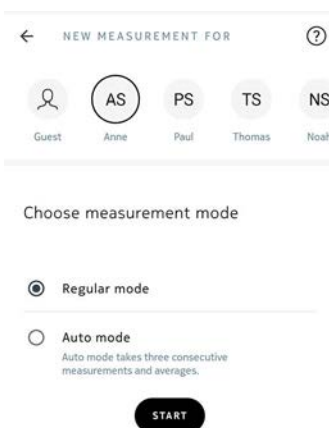 NEW MEASUREMENT FOR
AS PS TS NS
Guest Anne Paul Thomas Noah
Choose measurement mode
Regular mode
Auto mode
Auto mode takes three consecutive
measurements and averages.
START